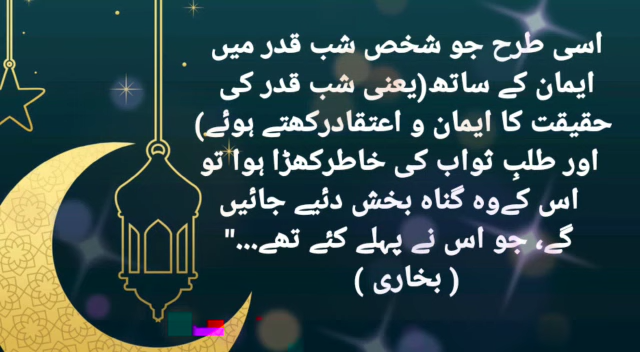 اسی طرح جو شخص شب قدر میں
ایمان کے ساتھ(یعنی شب قدر کی
حقیقت کا ایمان و اعتقادرکھتے ہوئے)
اور طلبِ ثواب کی خاطرکھڑا ہوا تو
اس کےوہ گناہ بخش دئیے جائیں
گے، جو اس نے پہلے کئے تھے..."
( بخاری )